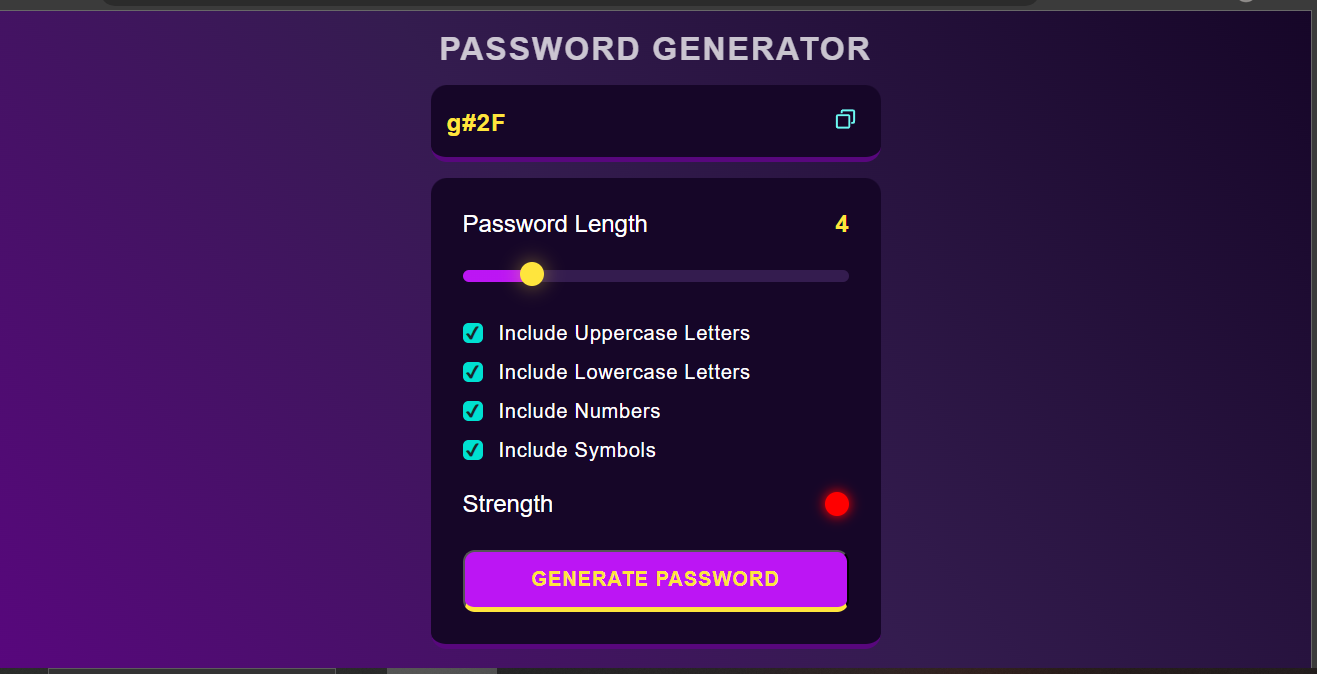 PASSWORD GENERATOR
g#2F
Password Length 4
Include Uppercase Letters
Include Lowercase Letters
Include Numbers
Include Symbols
Strength
GENERATE PASSWORD